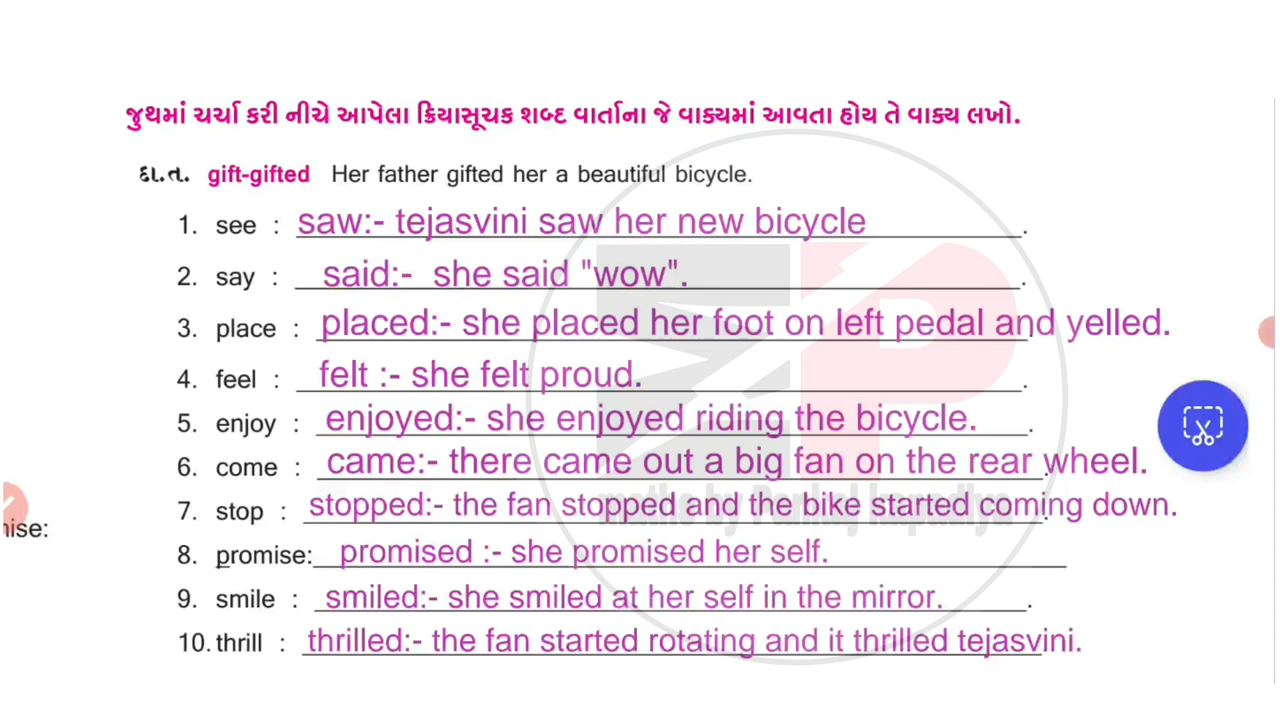 જુથમાં ચર્ચા કરી નીચે આપેલા ક્રિયાસૂચક શબ્દ વાર્તાના જે વાક્યમાં આવતા હોય તે વાક્ય લખો.
દા.ત. gift-gifted Her father gifted her a beautiful bicycle.
1. see : saw:- tejasvini saw her new bicycle.
2. say : said:- she said "wow". .
3. place : placed:- she placed her foot on left pedal and yelled.
4. feel : felt :- she felt proud. .
5. enjoy : enjoyed:- she enjoyed riding the bicycle. .
6. come : came:- there came out a big fan on the rear wheel.
7. stop : stopped:- the fan stopped and the bike started coming down.
nise:
8. promise: promised :- she promised her self.
9. smile : smiled:- she smiled at her self in the mirror. .
10. thrill : thrilled:- the fan started rotating and it thrilled tejasvini.
maths by Pankaj kapadiya